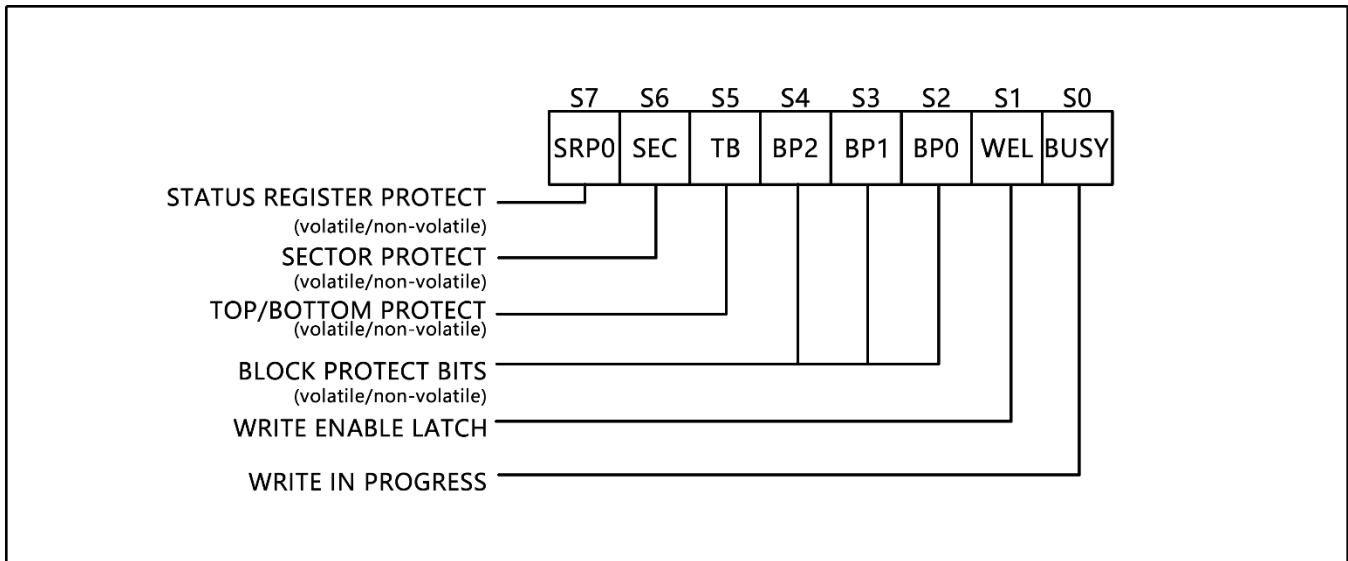 S7 S6 S5 S4 S3 S2 S1 S0
SRP0 SEC TB BP2 BP1 BP0 WEL BUSY
STATUS REGISTER PROTECT
(volatile/non-volatile)
SECTOR PROTECT
(volatile/non-volatile)
TOP/BOTTOM PROTECT
(volatile/non-volatile)
BLOCK PROTECT BITS
(volatile/non-volatile)
WRITE ENABLE LATCH
WRITE IN PROGRESS